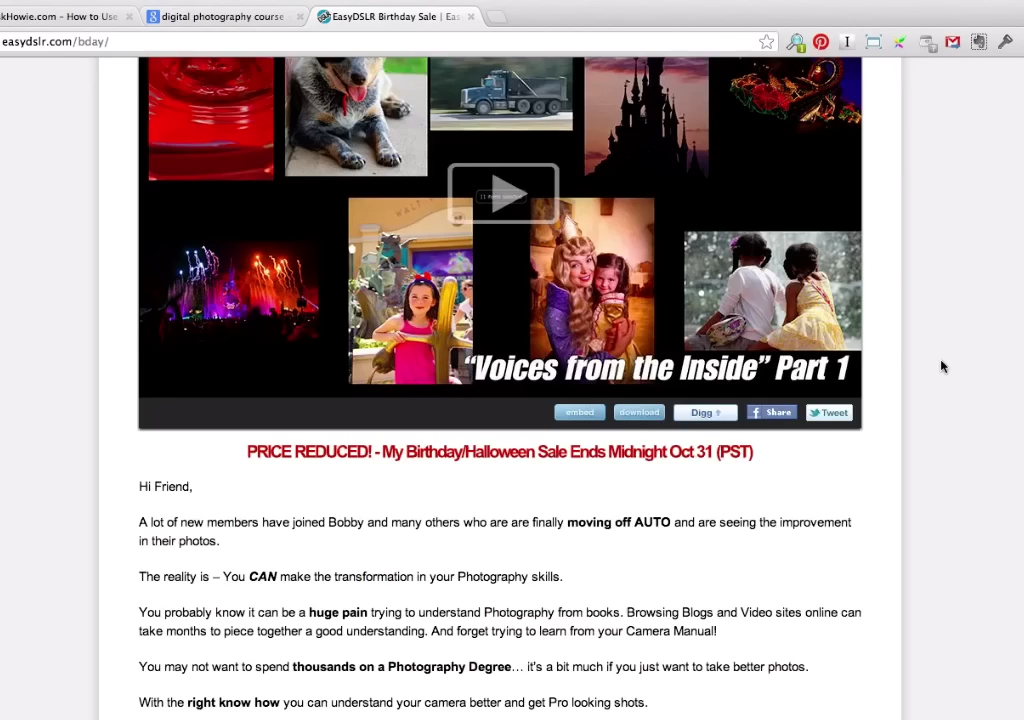 kHowie.com - How to Use
digital photography course
EasyDSLR Birthday Sale | Eas
easydslr.com/bday/
WALT
"Voices from the Inside" Part 1
embed
download
Digg
Share
Tweet
PRICE REDUCED! - My Birthday/Halloween Sale Ends Midnight Oct 31 (PST)
Hi Friend,
A lot of new members have joined Bobby and many others who are are finally moving off AUTO and are seeing the improvement
in their photos.
The reality is – You CAN make the transformation in your Photography skills.
You probably know it can be a huge pain trying to understand Photography from books. Browsing Blogs and Video sites online can
take months to piece together a good understanding. And forget trying to learn from your Camera Manual!
You may not want to spend thousands on a Photography Degree… it's a bit much if you just want to take better photos.
With the right know how you can understand your camera better and get Pro looking shots.